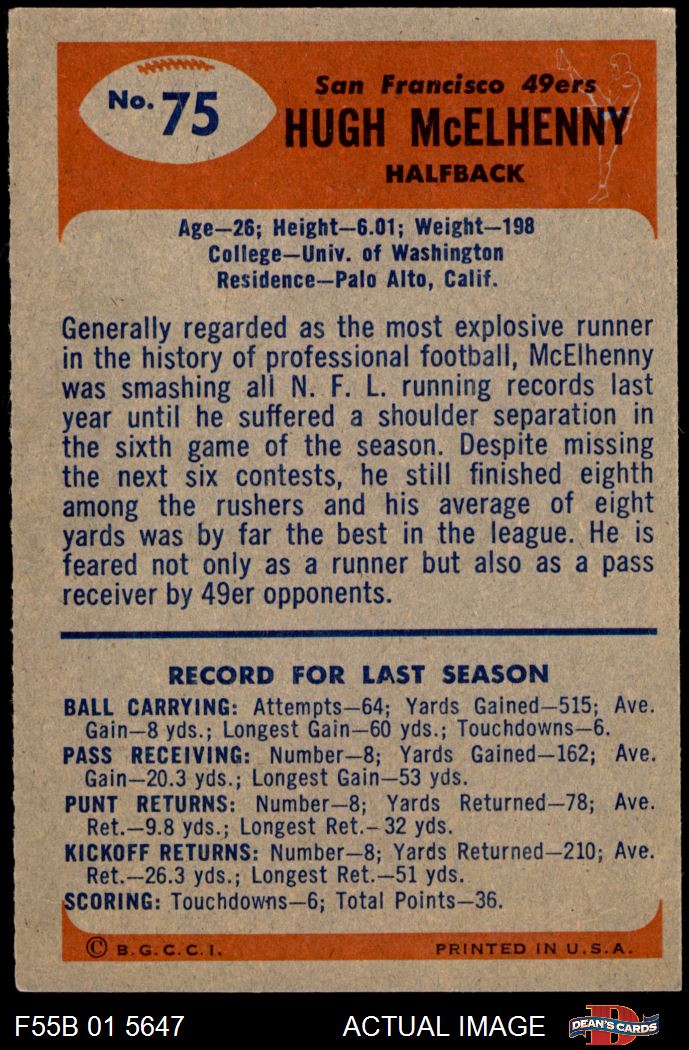 San Francisco 49ers
No. 75
HUGH McELHENNY
HALFBACK
Age—26; Height—6.01; Weight—198
College—Univ. of Washington
Residence—Palo Alto, Calif.
Generally regarded as the most explosive runner
in the history of professional football, McElhenny
was smashing all N. F. L. running records last
year until he suffered a shoulder separation in
the sixth game of the season. Despite missing
the next six contests, he still finished eighth
among the rushers and his average of eight
yards was by far the best in the league. He is
feared not only as a runner but also as a pass
receiver by 49er opponents.
RECORD FOR LAST SEASON
BALL CARRYING: Attempts—64; Yards Gained—515; Ave.
Gain—8 yds.; Longest Gain—60 yds.; Touchdowns—6.
PASS RECEIVING: Number—8; Yards Gained—162; Ave.
Gain—20.3 yds.; Longest Gain—53 yds.
PUNT RETURNS: Number—8; Yards Returned—78; Ave.
Ret.—9.8 yds.; Longest Ret.—32 yds.
KICKOFF RETURNS: Number—8; Yards Returned—210; Ave.
Ret.—26.3 yds.; Longest Ret.—51 yds.
SCORING: Touchdowns—6; Total Points—36.
© B.G.C.C.I. PRINTED IN U.S.A.
F55B 01 5647 ACTUAL IMAGE D DEAN'S CARDS